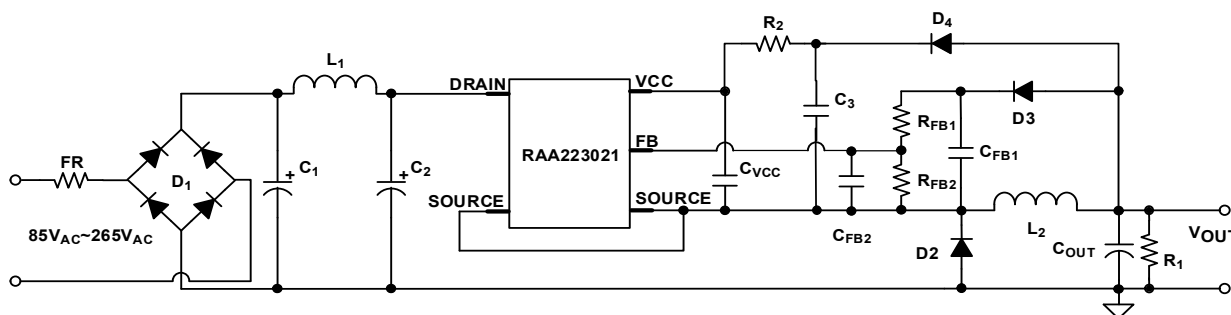 R2
D4
L1
DRAIN
VCC
C3
D3
FR
D1
C1
C2
RAA223021
FB
RFB1
CFB1
CVCC
RFB2
SOURCE
SOURCE
85VAC~265VAC
CFB2
D2
L2
COUT
R1
VOUT
+
+